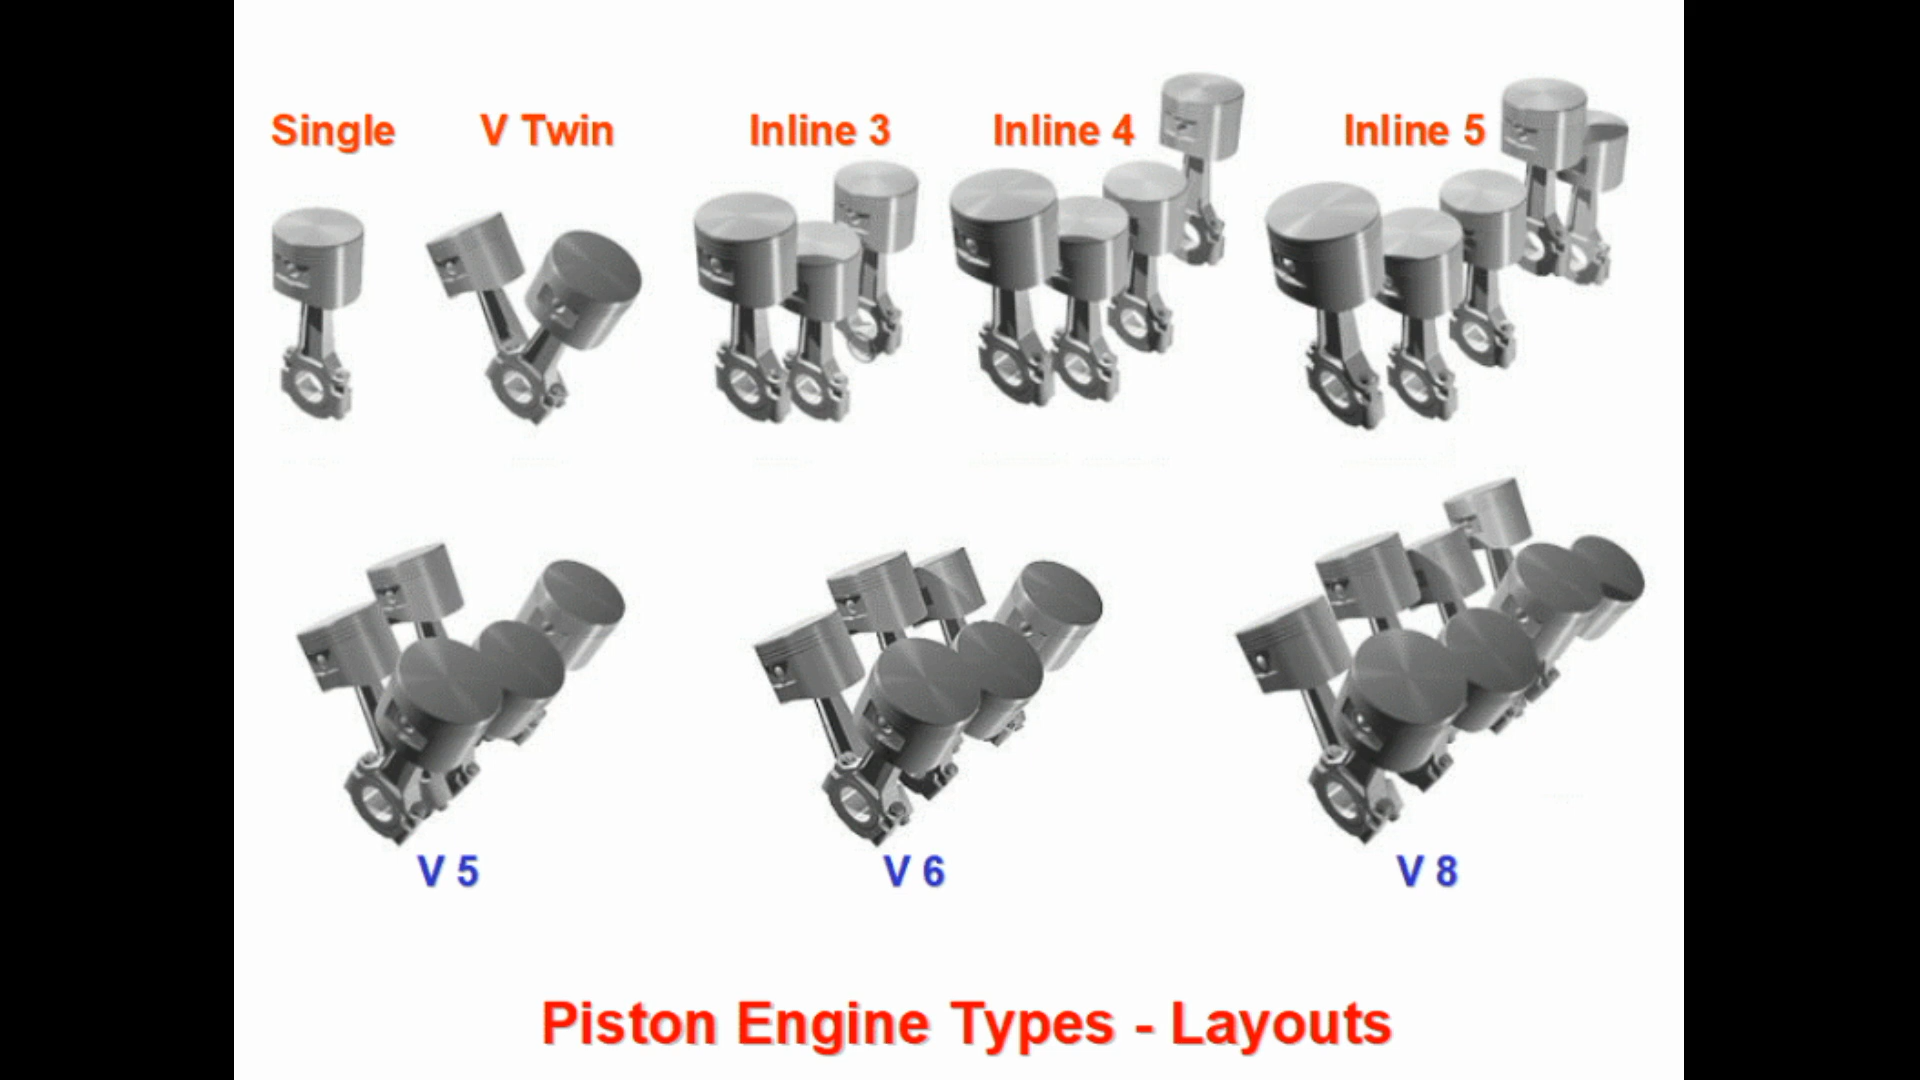 Single
V Twin
Inline 3
Inline 4
Inline 5
V 5
V 6
V 8
Piston Engine Types - Layouts